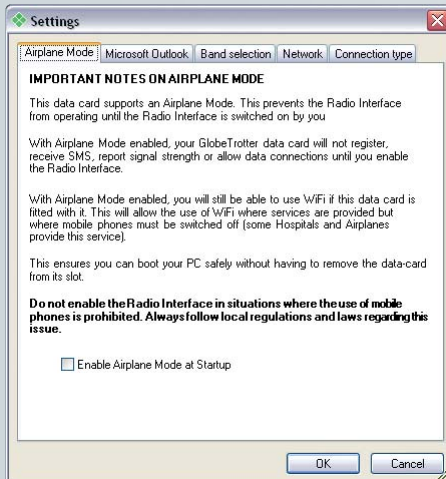 Settings
Airplane Mode Microsoft Outlook Band selection Network Connection type
IMPORTANT NOTES ON AIRPLANE MODE
This data card supports an Airplane Mode. This prevents the Radio Interface
from operating until the Radio Interface is switched on by you
With Airplane Mode enabled, your GlobeTrotter data card will not register,
receive SMS, report signal strength or allow data connections until you enable
the Radio Interface.
With Airplane Mode enabled, you will still be able to use WiFi if this data card is
fitted with it. This will allow the use of WiFi where services are provided but
where mobile phones must be switched off (some Hospitals and Airplanes
provide this service).
This ensures you can boot your PC safely without having to remove the data-card
from its slot.
Do not enable the Radio Interface in situations where the use of mobile
phones is prohibited. Always follow local regulations and laws regarding this
issue.
Enable Airplane Mode at Startup
OK Cancel